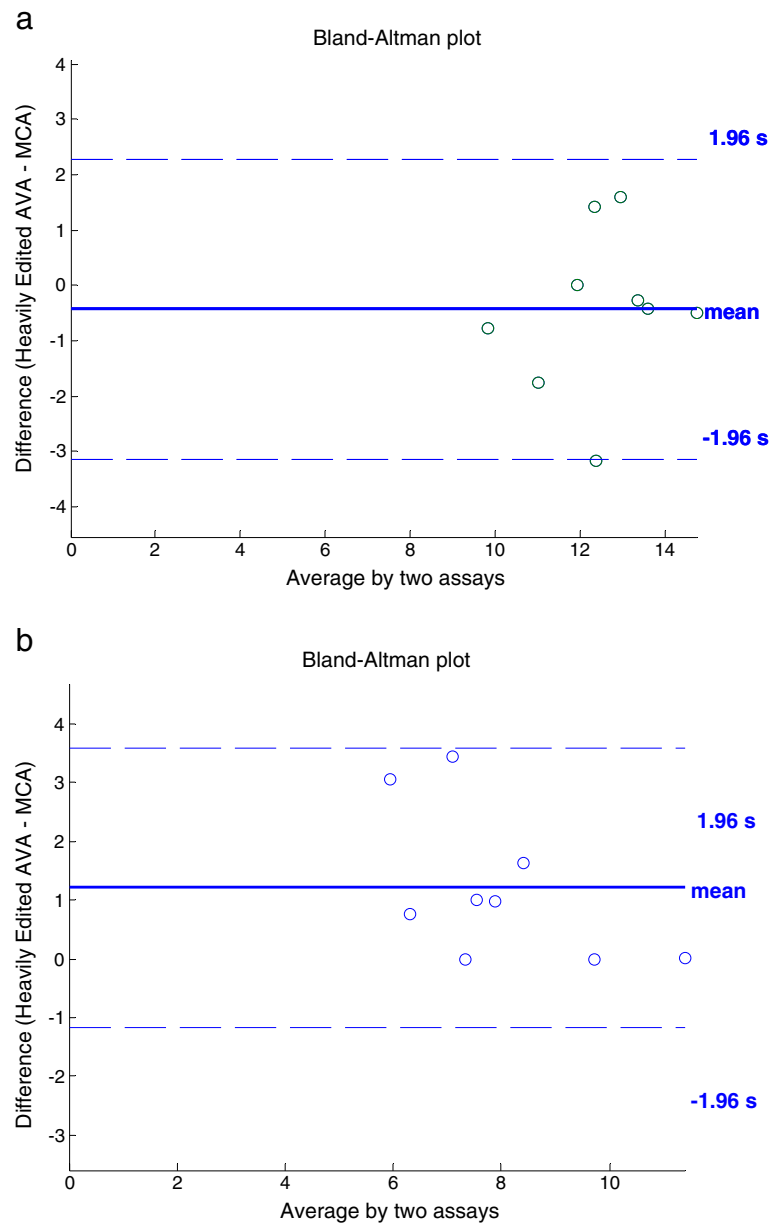 a
Bland-Altman plot
4
3
2
1
0
-1
-2
-3
-4
Difference (Heavily Edited AVA - MCA)
1.96 s
mean
-1.96 s
0 2 4 6 8 10 12 14
Average by two assays
b
Bland-Altman plot
4
3
2
1
0
-1
-2
-3
Difference (Heavily Edited AVA - MCA)
1.96 s
mean
-1.96 s
0 2 4 6 8 10
Average by two assays